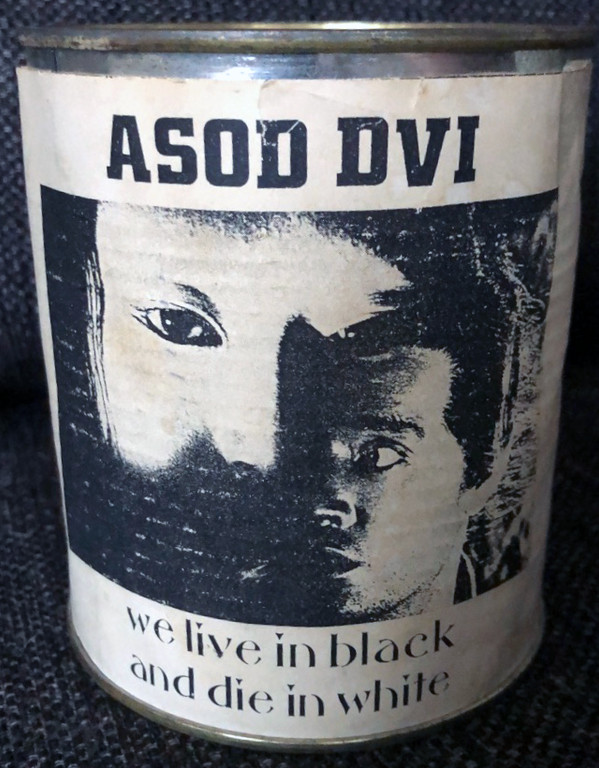 ASOD DVI
we live in black
and die in white